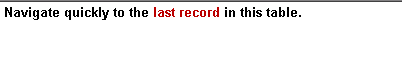 Navigate quickly to the last record in this table.